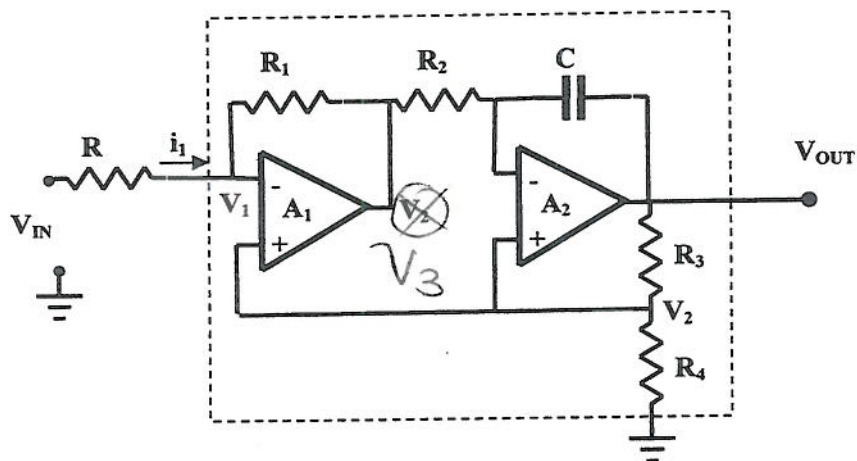 R₁
R₂
C
R
i₁
V_OUT
V₁
-
A₁
+
V₂
V₃
-
A₂
+
V_IN
R₃
V₂
R₄